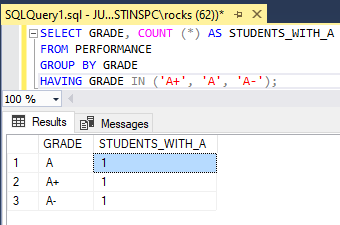 SQLQuery1.sql - JU...STINSPC\rocks (62))*
SELECT GRADE, COUNT (*) AS STUDENTS_WITH_A
FROM PERFORMANCE
GROUP BY GRADE
HAVING GRADE IN ('A+', 'A', 'A-');
100 %
Results Messages
GRADE STUDENTS_WITH_A
1 A 1
2 A+ 1
3 A- 1